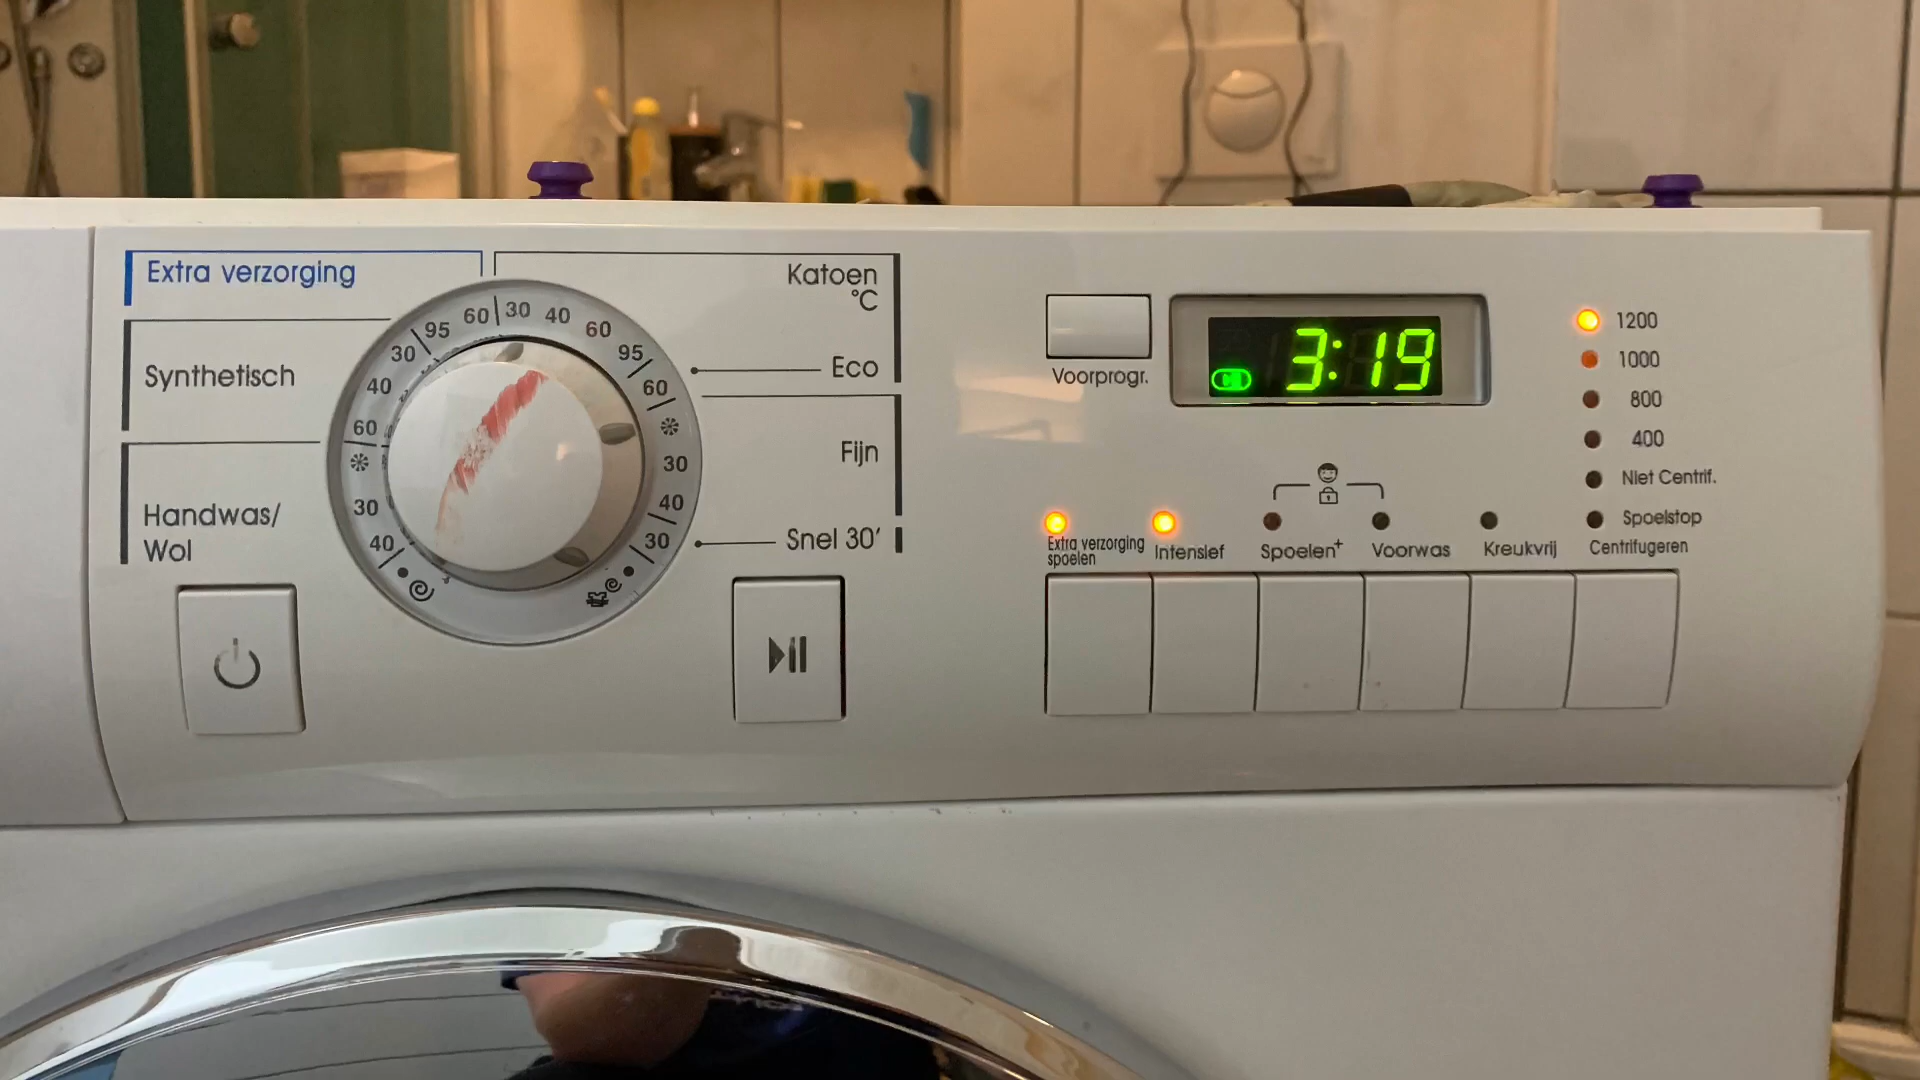 Extra verzorging
Katoen
°C
Synthetisch
Eco
Fijn
Handwas/
Wol
Snel 30'
30
40
60
95
60
30
40
30
60
95
30
40
60
30
40
Voorprogr.
3:19
1200
1000
800
400
Niet Centrif.
Spoelstop
Centrifugeren
Extra verzorging
spoelen
Intensief
Spoelen+
Voorwas
Kreukvrij